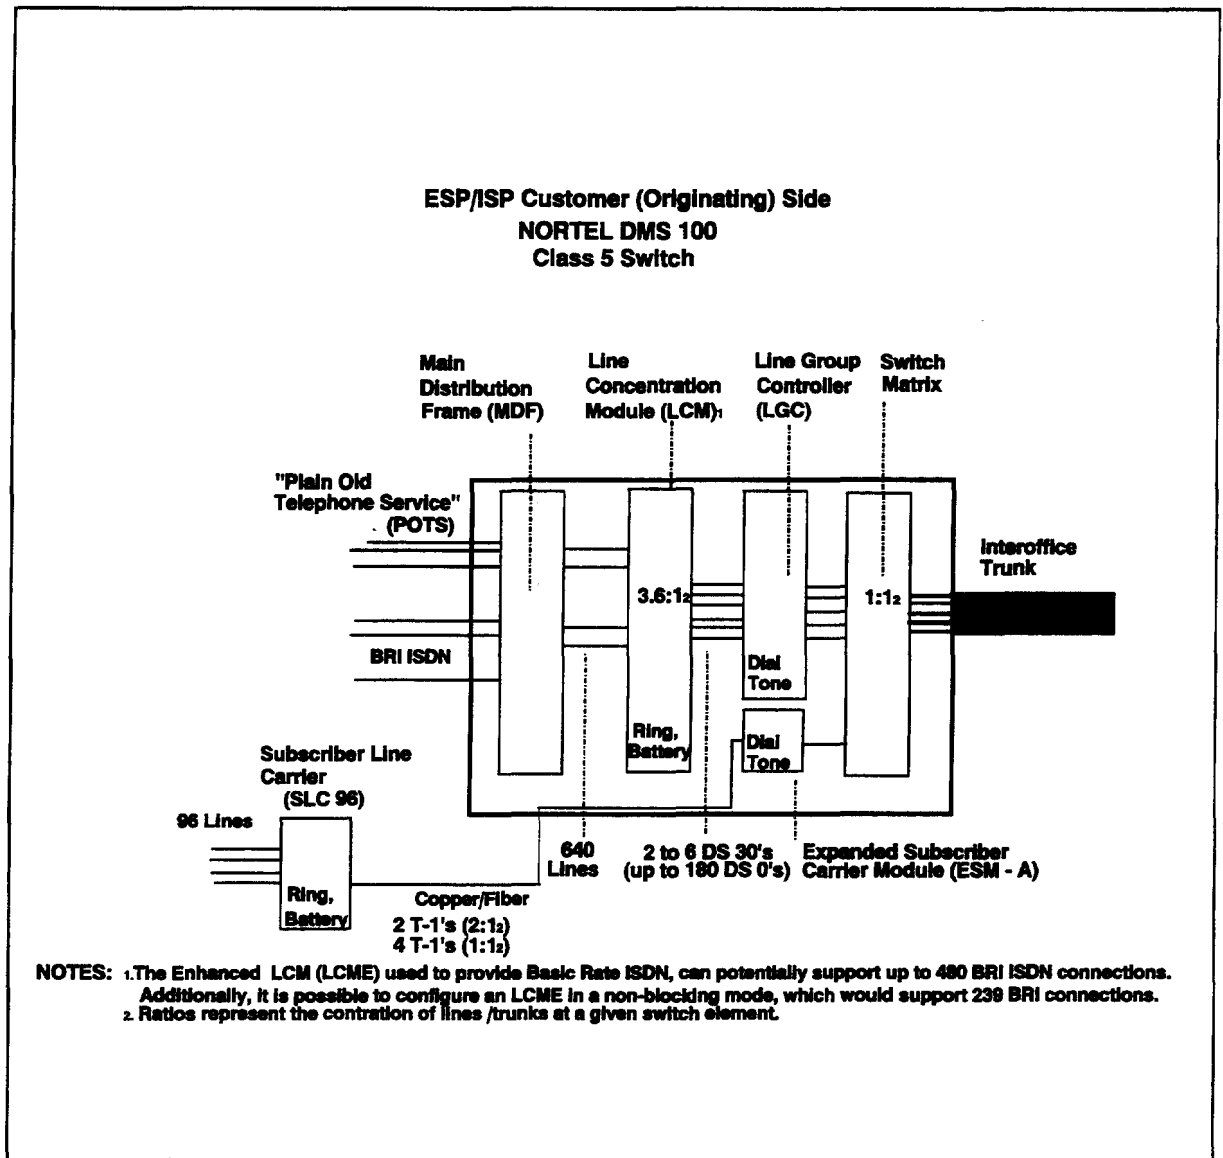 ESP/ISP Customer (Originating) Side
NORTEL DMS 100
Class 5 Switch
Main
Distribution
Frame (MDF)
Line
Concentration
Module (LCM)1
Line Group
Controller
(LGC)
Switch
Matrix
"Plain Old
Telephone Service"
(POTS)
BRI ISDN
3.6:12
1:12
Interoffice
Trunk
Dial
Tone
Ring,
Battery
Dial
Tone
Subscriber Line
Carrier
(SLC 96)
96 Lines
Ring,
Battery
Copper/Fiber
2 T-1's (2:12)
4 T-1's (1:12)
640
Lines
2 to 6 DS 30's
(up to 180 DS 0's)
Expanded Subscriber
Carrier Module (ESM - A)
NOTES: 1.The Enhanced LCM (LCME) used to provide Basic Rate ISDN, can potentially support up to 480 BRI ISDN connections.
Additionally, it is possible to configure an LCME in a non-blocking mode, which would support 239 BRI connections.
2. Ratios represent the contration of lines /trunks at a given switch element.